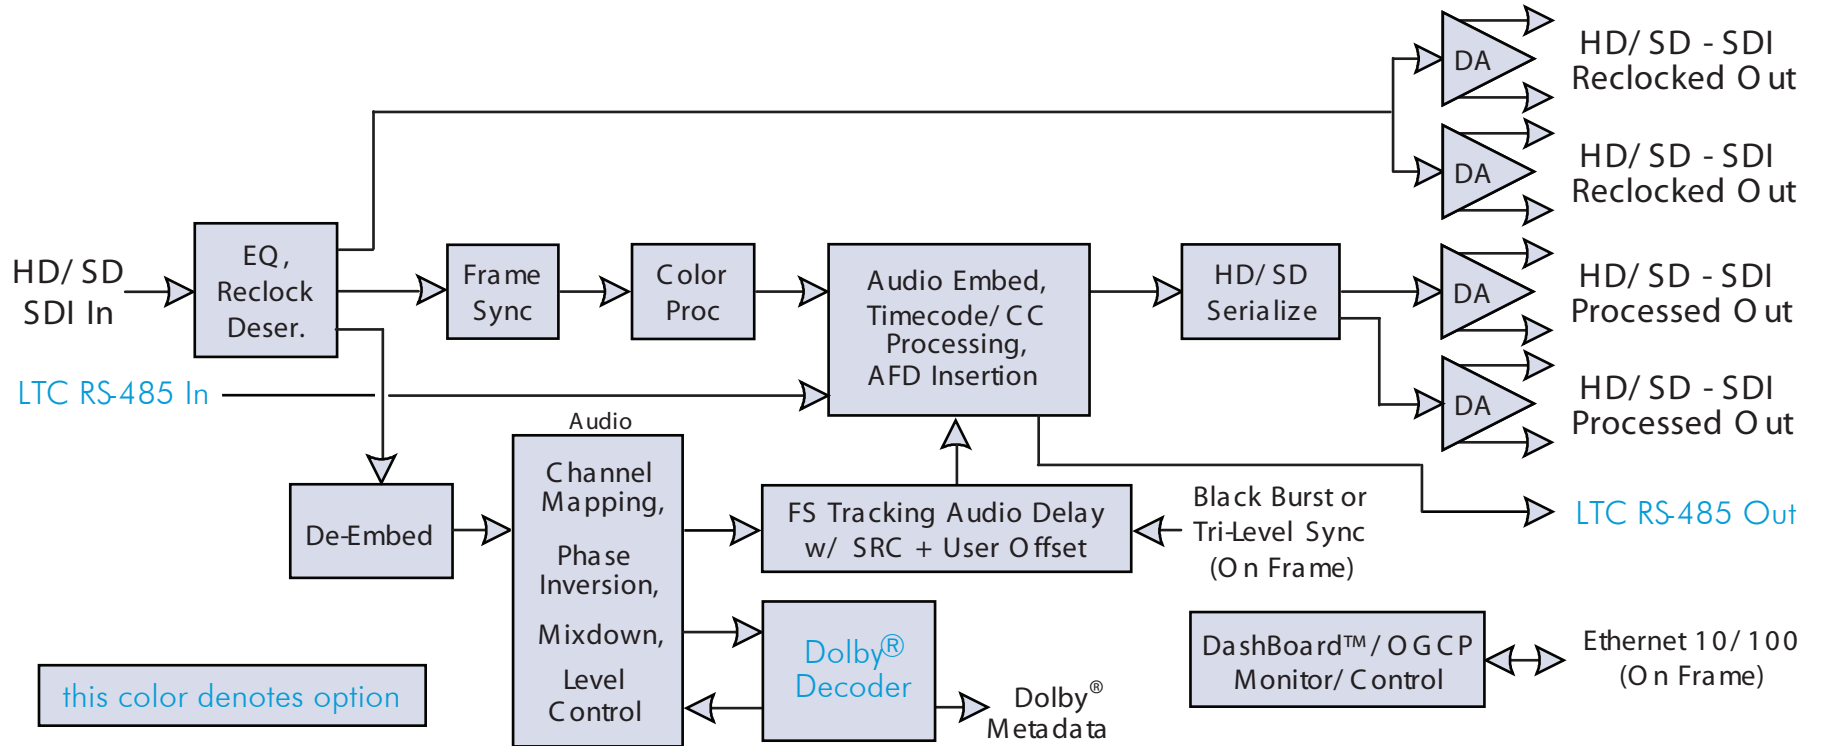 HD/SD
SDI In
EQ,
Reclock
Deser.
Frame
Sync
Color
Proc
Audio Embed,
Timecode/CC
Processing,
AFD Insertion
HD/SD
Serialize
DA
HD/SD - SDI
Reclocked Out
DA
HD/SD - SDI
Reclocked Out
DA
HD/SD - SDI
Processed Out
DA
HD/SD - SDI
Processed Out
LTC RS-485 In
LTC RS-485 Out
De-Embed
Audio
Channel
Mapping,
Phase
Inversion,
Mixdown,
Level
Control
FS Tracking Audio Delay
w/ SRC + User Offset
Black Burst or
Tri-Level Sync
(On Frame)
Dolby®
Decoder
Dolby®
Metadata
DashBoard™/OGCP
Monitor/Control
Ethernet 10/100
(On Frame)
this color denotes option